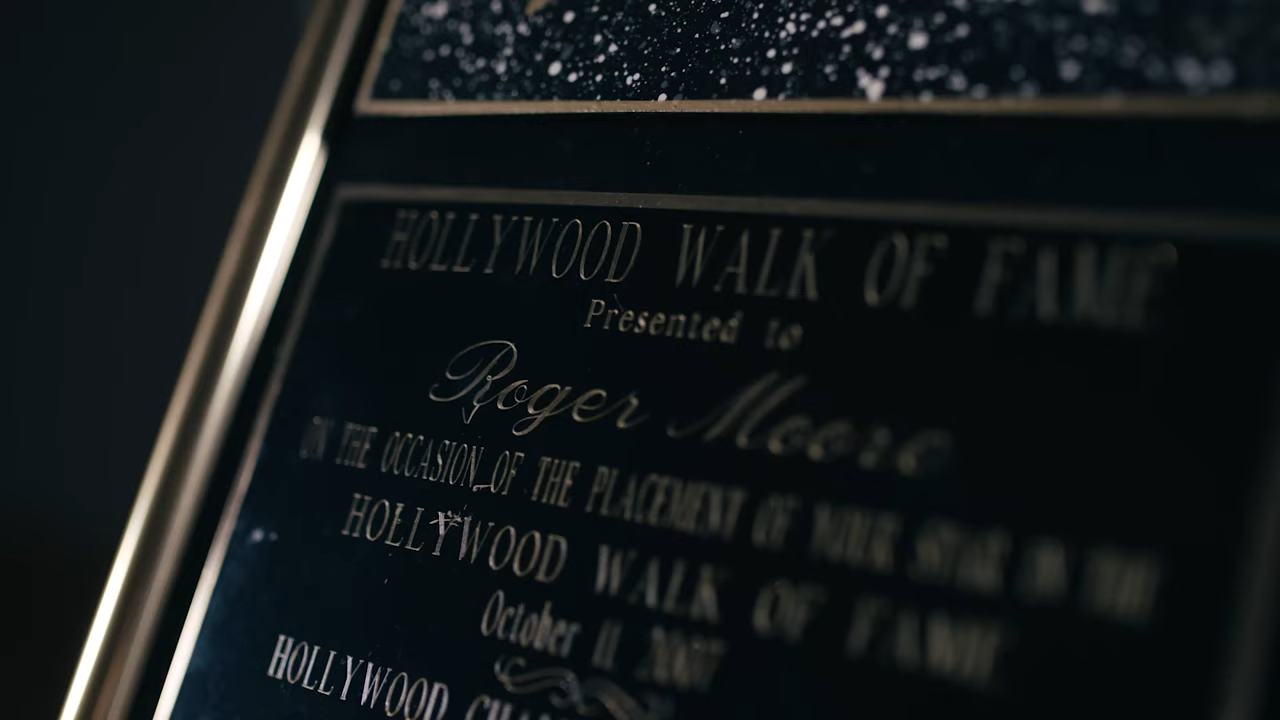 HOLLYWOOD WALK OF FAME
Presented to
Roger Moore
ON THE OCCASION OF THE PLACEMENT OF YOUR STAR IN THE
HOLLYWOOD WALK OF FAME
October 11 2007
HOLLYWOOD